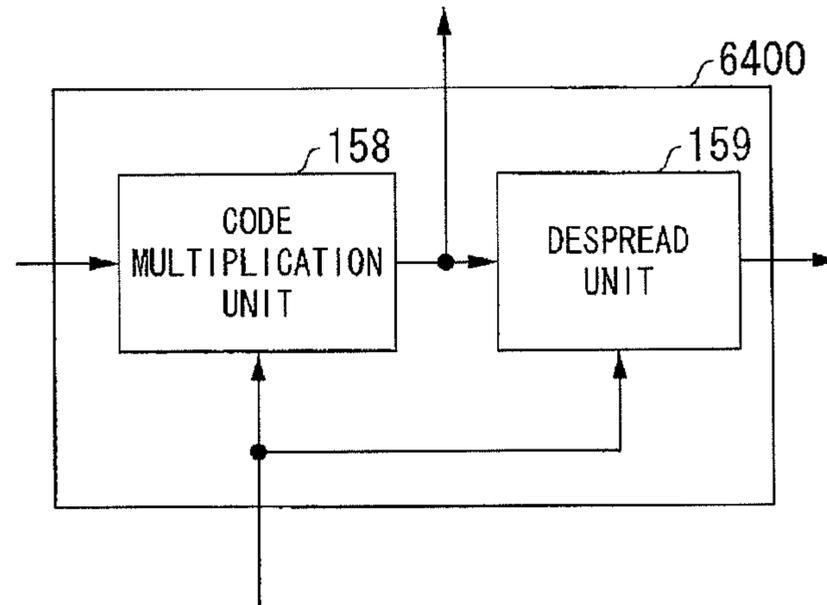 6400
158
159
CODE
MULTIPLICATION
UNIT
DESPREAD
UNIT